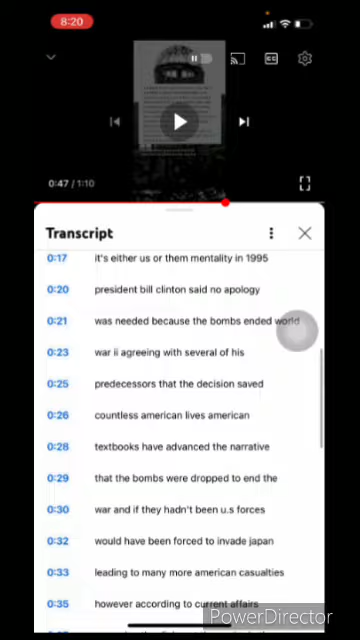 8:20
CC
0:47 / 1:10
Transcript
0:17 it's either us or them mentality in 1995
0:20 president bill clinton said no apology
0:21 was needed because the bombs ended world
0:23 war ii agreeing with several of his
0:25 predecessors that the decision saved
0:26 countless american lives american
0:28 textbooks have advanced the narrative
0:29 that the bombs were dropped to end the
0:30 war and if they hadn't been u.s forces
0:32 would have been forced to invade japan
0:33 leading to many more american casualties
0:35 however according to current affairs
PowerDirector